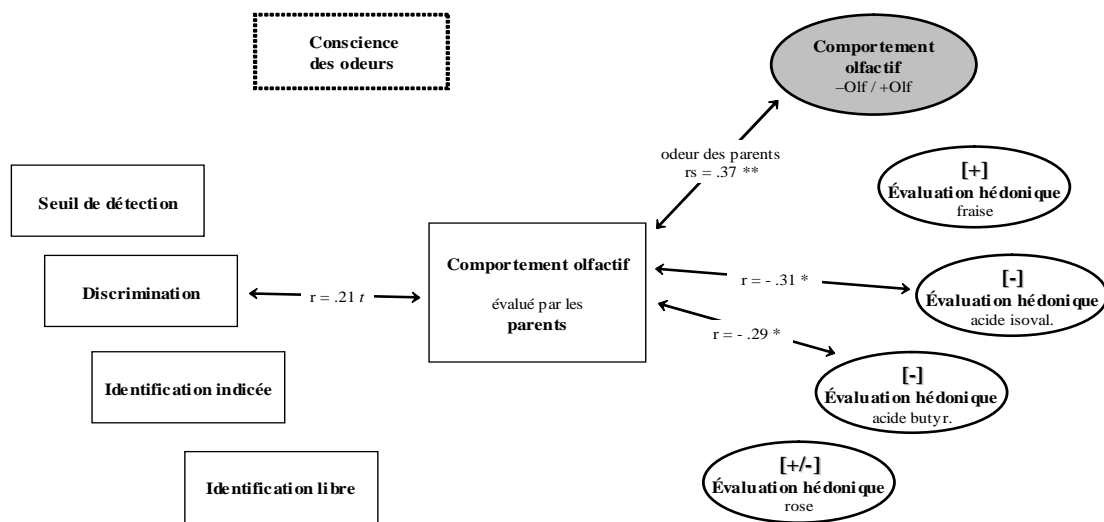 Conscience
des odeurs
Comportement
olfactif
–Olf / +Olf
odeur des parents
rs = .37 **
[+]
Évaluation hédonique
fraise
Seuil de détection
Comportement olfactif
évalué par les
parents
Discrimination
r = .21 t
r = - .31 *
[-]
Évaluation hédonique
acide isoval.
r = - .29 *
[-]
Évaluation hédonique
acide butyr.
Identification indicée
[+/-]
Évaluation hédonique
rose
Identification libre